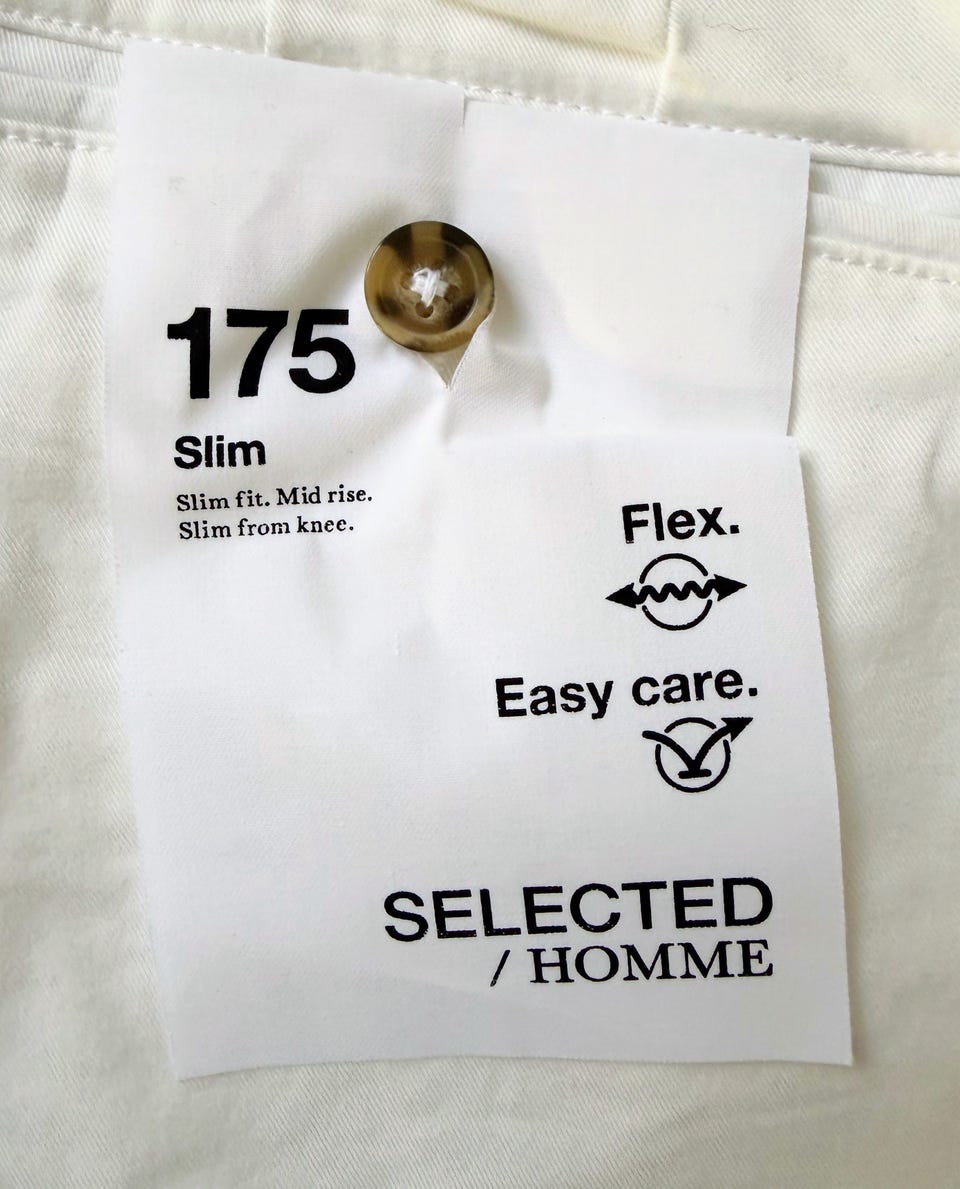 175
Slim
Slim fit. Mid rise.
Slim from knee.
Flex.
Easy care.
SELECTED
/ HOMME